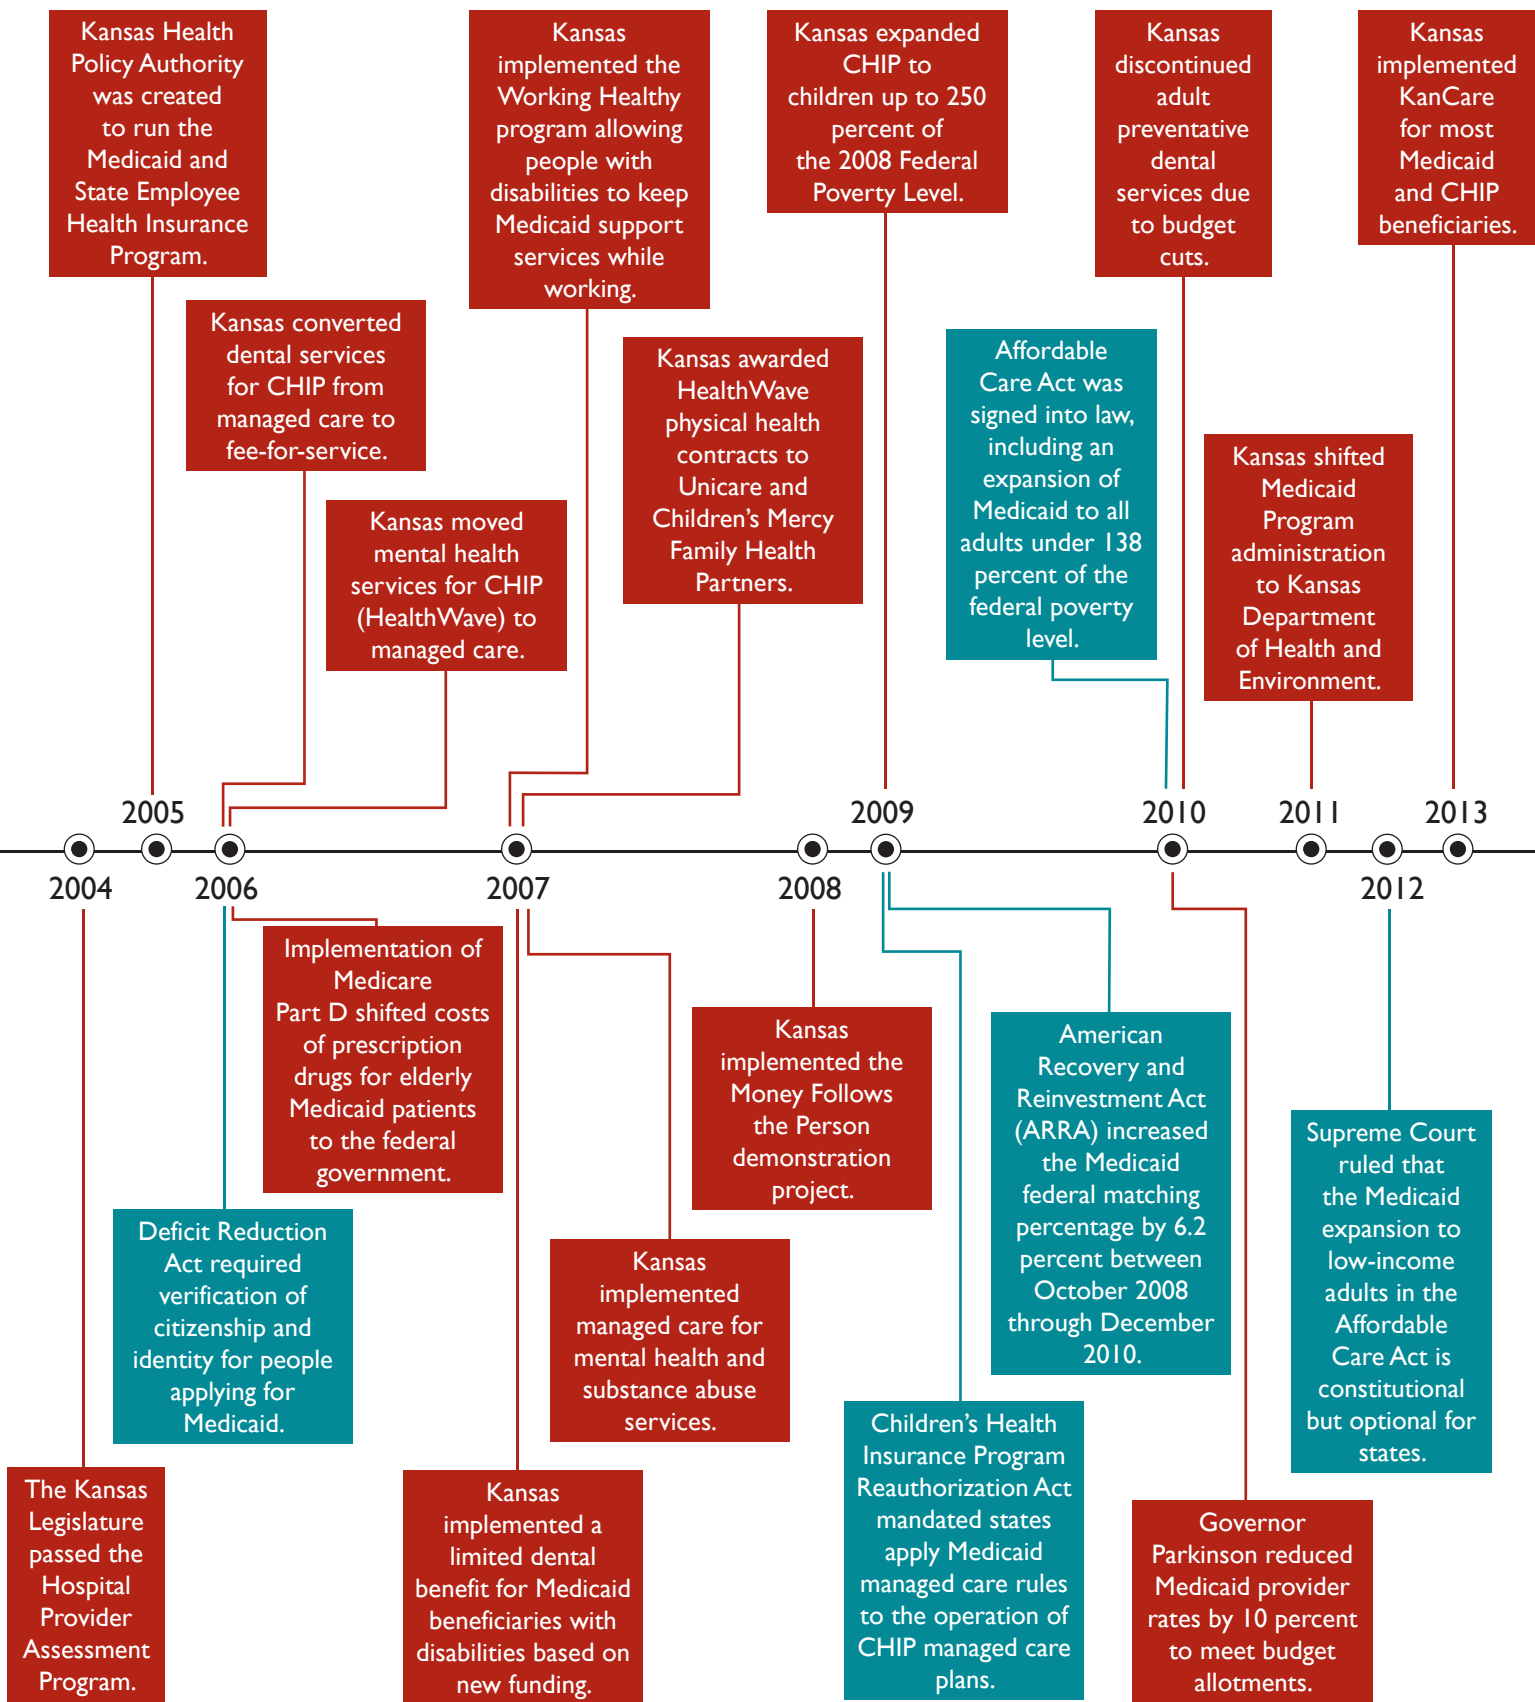 Kansas Health
Policy Authority
was created
to run the
Medicaid and
State Employee
Health Insurance
Program.
Kansas converted
dental services
for CHIP from
managed care to
fee-for-service.
Kansas moved
mental health
services for CHIP
(HealthWave) to
managed care.
Kansas
implemented the
Working Healthy
program allowing
people with
disabilities to keep
Medicaid support
services while
working.
Kansas awarded
HealthWave
physical health
contracts to
Unicare and
Children’s Mercy
Family Health
Partners.
Kansas expanded
CHIP to
children up to 250
percent of
the 2008 Federal
Poverty Level.
Affordable
Care Act was
signed into law,
including an
expansion of
Medicaid to all
adults under 138
percent of the
federal poverty
level.
Kansas
discontinued
adult
preventative
dental
services due
to budget
cuts.
Kansas shifted
Medicaid
Program
administration
to Kansas
Department
of Health and
Environment.
Kansas
implemented
KanCare
for most
Medicaid
and CHIP
beneficiaries.
2005
2009
2010
2011
2013
2004
2006
2007
2008
2012
The Kansas
Legislature
passed the
Hospital
Provider
Assessment
Program.
Deficit Reduction
Act required
verification of
citizenship and
identity for people
applying for
Medicaid.
Implementation of
Medicare
Part D shifted costs
of prescription
drugs for elderly
Medicaid patients
to the federal
government.
Kansas
implemented a
limited dental
benefit for Medicaid
beneficiaries with
disabilities based on
new funding.
Kansas
implemented
managed care for
mental health and
substance abuse
services.
Kansas
implemented the
Money Follows
the Person
demonstration
project.
Children’s Health
Insurance Program
Reauthorization Act
mandated states
apply Medicaid
managed care rules
to the operation of
CHIP managed care
plans.
American
Recovery and
Reinvestment Act
(ARRA) increased
the Medicaid
federal matching
percentage by 6.2
percent between
October 2008
through December
2010.
Governor
Parkinson reduced
Medicaid provider
rates by 10 percent
to meet budget
allotments.
Supreme Court
ruled that
the Medicaid
expansion to
low-income
adults in the
Affordable
Care Act is
constitutional
but optional for
states.